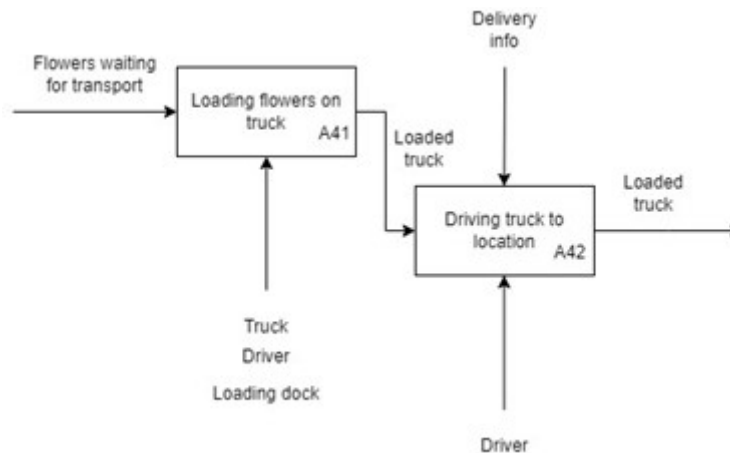 Delivery
info
Flowers waiting
for transport
Loading flowers on
truck
A41
Loaded
truck
Loaded
truck
Driving truck to
location
A42
Truck
Driver
Loading dock
Driver